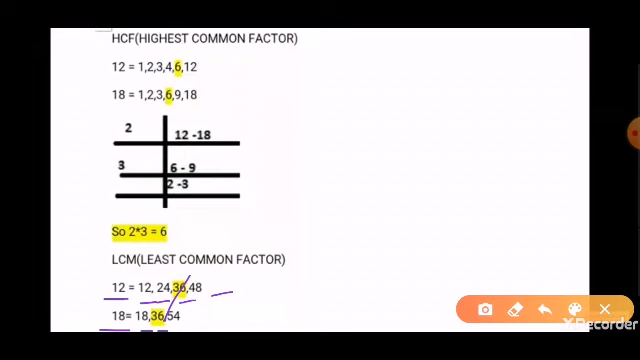 HCF(HIGHEST COMMON FACTOR)
12 = 1,2,3,4,6,12
18 = 1,2,3,6,9,18
2 12 -18
3 6 - 9
2 -3
So 2*3 = 6
LCM(LEAST COMMON FACTOR)
12 = 12, 24,36,48
18= 18,36,54
XRecorder